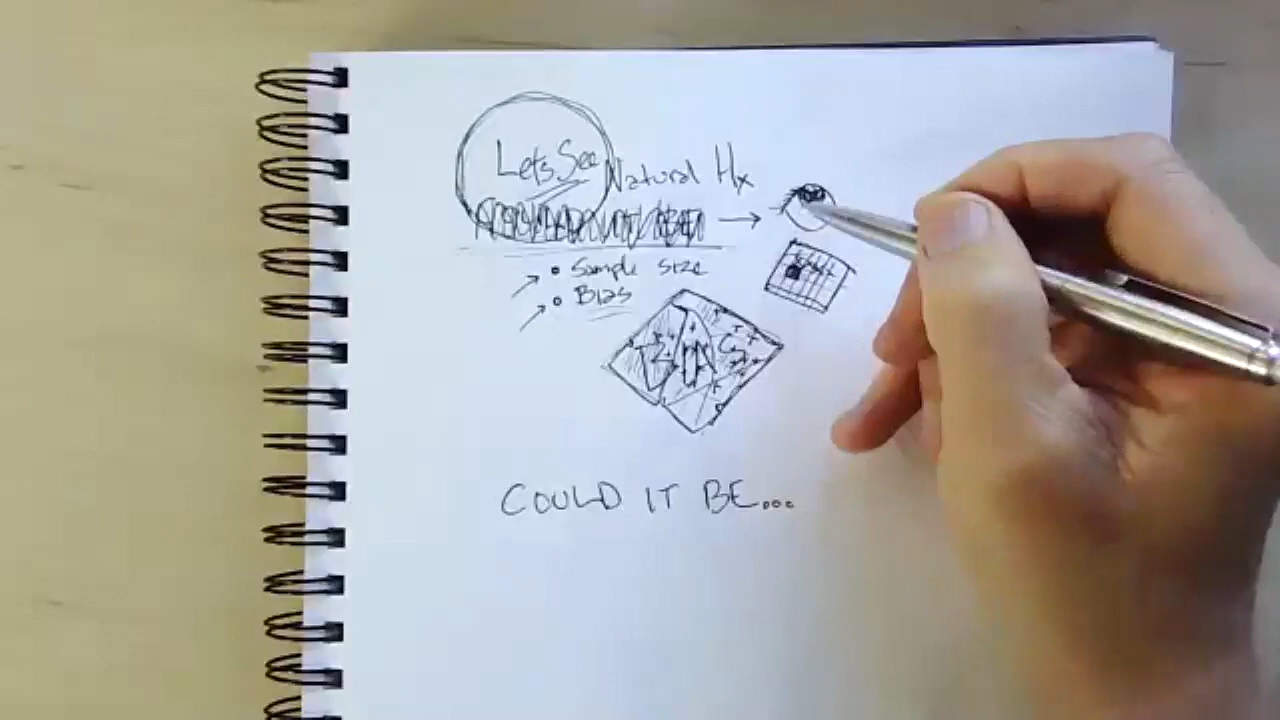 Lets See
Natural Hx
Sample size
Bias
COULD IT BE...